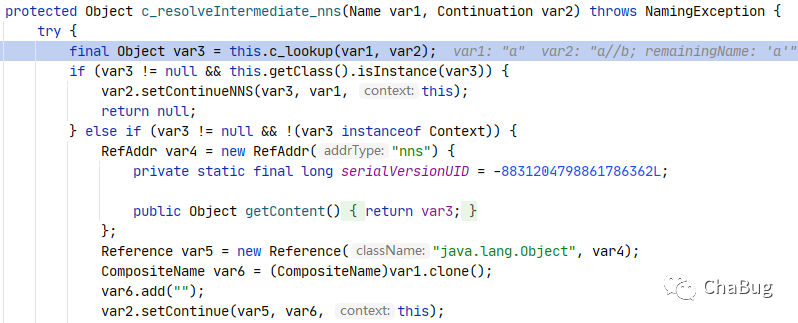 protected Object c_resolveIntermediate_nns(Name var1, Continuation var2) throws NamingException {
try {
final Object var3 = this.c_lookup(var1, var2); var1: "a" var2: "a//b; remainingName: 'a'"
if (var3 != null && this.getClass().isInstance(var3)) {
var2.setContinueNNS(var3, var1, context: this);
return null;
} else if (var3 != null && !(var3 instanceof Context)) {
RefAddr var4 = new RefAddr( addrType: "nns") {
private static final long serialVersionUID = -8831204798861786362L;
public Object getContent() { return var3; }
};
Reference var5 = new Reference( className: "java.lang.Object", var4);
CompositeName var6 = (CompositeName)var1.clone();
var6.add("");
var2.setContinue(var5, var6, context: this);
ChaBug